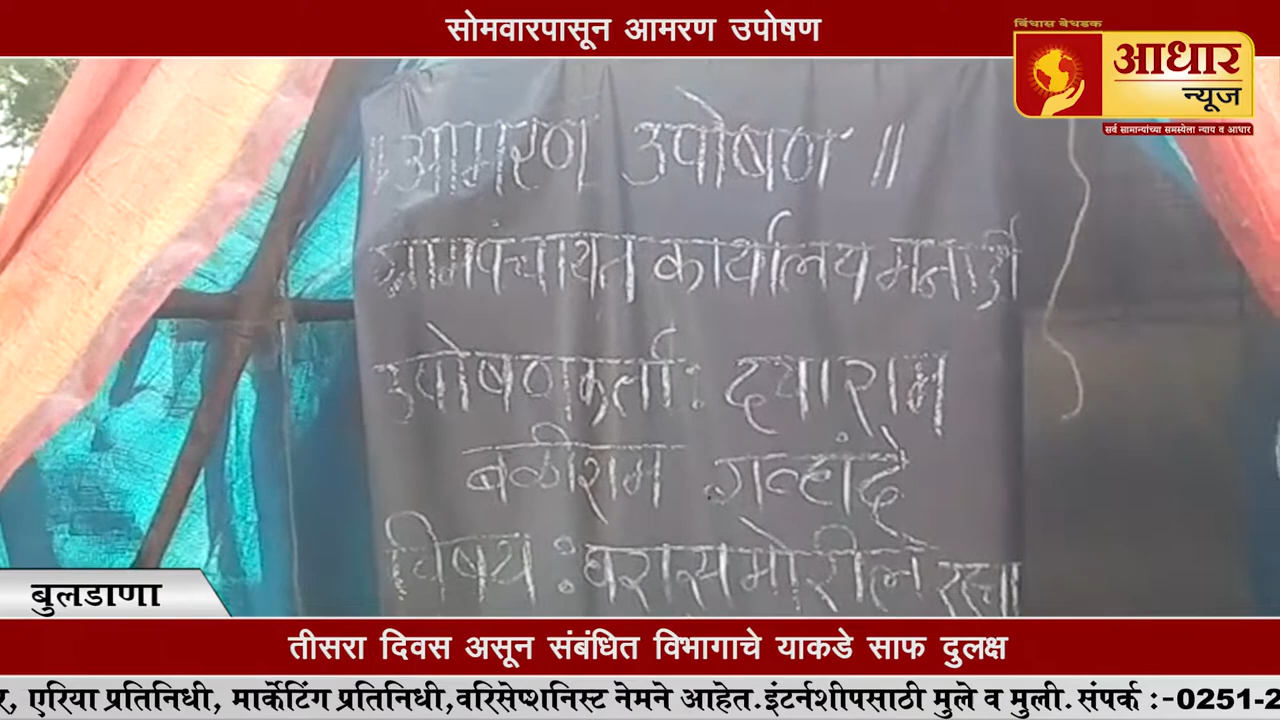 सोमवारपासून आमरण उपोषण
बिंधास बेधडक
आधार
न्यूज
सर्व सामान्यांच्या समस्येला न्याय व आधार
॥ आमरण उपोषण ॥
ग्रामपंचायत कार्यालय मनार्डी
उपोषणकर्ता: दयाराम
बळीराम गव्हांदे
विषय : घरासमोरील रस्ता
बुलडाणा
तीसरा दिवस असून संबंधित विभागाचे याकडे साफ दुलक्ष
र, एरिया प्रतिनिधी, मार्केटिंग प्रतिनिधी,वरिसेप्शनिस्ट नेमने आहेत.इंटर्नशीपसाठी मुले व मुली. संपर्क :-0251-2